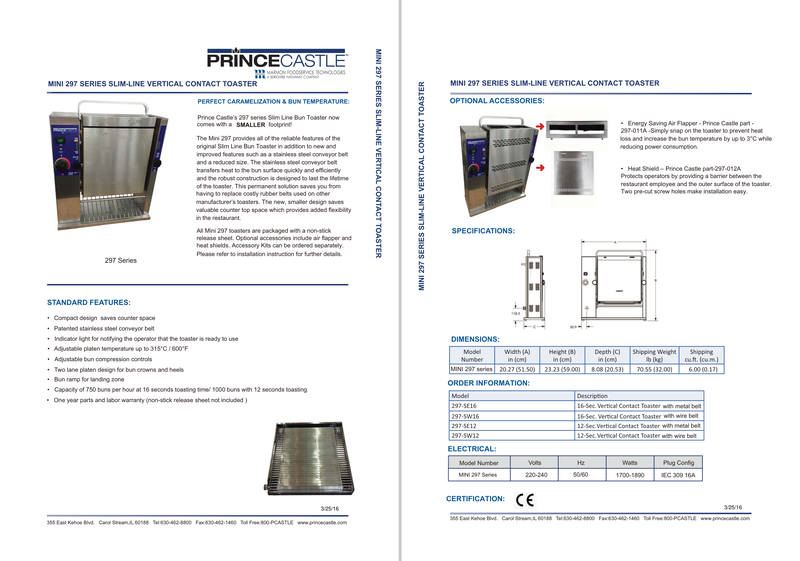 PRINCECASTLE
MARMON FOODSERVICE TECHNOLOGIES
A BERKSHIRE HATHAWAY COMPANY
MINI 297 SERIES SLIM-LINE VERTICAL CONTACT TOASTER
PERFECT CARAMELIZATION & BUN TEMPERATURE:
Prince Castle's 297 series Slim Line Bun Toaster now
comes with a SMALLER footprint!
The Mini 297 provides all of the reliable features of the
original Slim Line Bun Toaster in addition to new and
improved features such as a stainless steel conveyor belt
and a reduced size. The stainless steel conveyor belt
transfers heat to the bun surface quickly and efficiently
and the robust construction is designed to last the lifetime
of the toaster. This permanent solution saves you from
having to replace costly rubber belts used on other
manufacturer's toasters. The new, smaller design saves
valuable counter top space which provides added flexibility
in the restaurant.
All Mini 297 toasters are packaged with a non-stick
release sheet. Optional accessories include air flapper and
heat shields. Accessory Kits can be ordered separately.
Please refer to installation instruction for further details.
297 Series
STANDARD FEATURES:
• Compact design saves counter space
• Patented stainless steel conveyor belt
• Indicator light for notifying the operator that the toaster is ready to use
• Adjustable platen temperature up to 315°C / 600°F
• Adjustable bun compression controls
• Two lane platen design for bun crowns and heels
• Bun ramp for landing zone
• Capacity of 750 buns per hour at 16 seconds toasting time/ 1000 buns with 12 seconds toasting
• One year parts and labor warranty (non-stick release sheet not included )
3/25/16
355 East Kehoe Blvd. Carol Stream,IL 60188 Tel:630-462-8800 Fax:630-462-1460 Toll Free:800-PCASTLE www.princecastle.com
MINI 297 SERIES SLIM-LINE VERTICAL CONTACT TOASTER
MINI 297 SERIES SLIM-LINE VERTICAL CONTACT TOASTER
MINI 297 SERIES SLIM-LINE VERTICAL CONTACT TOASTER
OPTIONAL ACCESSORIES:
• Energy Saving Air Flapper - Prince Castle part -
297-011A -Simply snap on the toaster to prevent heat
loss and increase the bun temperature by up to 3°C while
reducing power consumption.
• Heat Shield – Prince Castle part-297-012A
Protects operators by providing a barrier between the
restaurant employee and the outer surface of the toaster.
Two pre-cut screw holes make installation easy.
SPECIFICATIONS:
A
B
C
DIMENSIONS:
Model Number Width (A) in (cm) Height (B) in (cm) Depth (C) in (cm) Shipping Weight lb (kg) Shipping cu.ft. (cu.m.)
MINI 297 series 20.27 (51.50) 23.23 (59.00) 8.08 (20.53) 70.55 (32.00) 6.00 (0.17)
ORDER INFORMATION:
Model Description
297-SE16 16-Sec. Vertical Contact Toaster with metal belt
297-SW16 16-Sec. Vertical Contact Toaster with wire belt
297-SE12 12-Sec. Vertical Contact Toaster with metal belt
297-SW12 12-Sec. Vertical Contact Toaster with wire belt
ELECTRICAL:
Model Number Volts Hz Watts Plug Config
MINI 297 Series 220-240 50/60 1700-1890 IEC 309 16A
CERTIFICATION: CE
3/25/16
355 East Kehoe Blvd. Carol Stream,IL 60188 Tel:630-462-8800 Fax:630-462-1460 Toll Free:800-PCASTLE www.princecastle.com